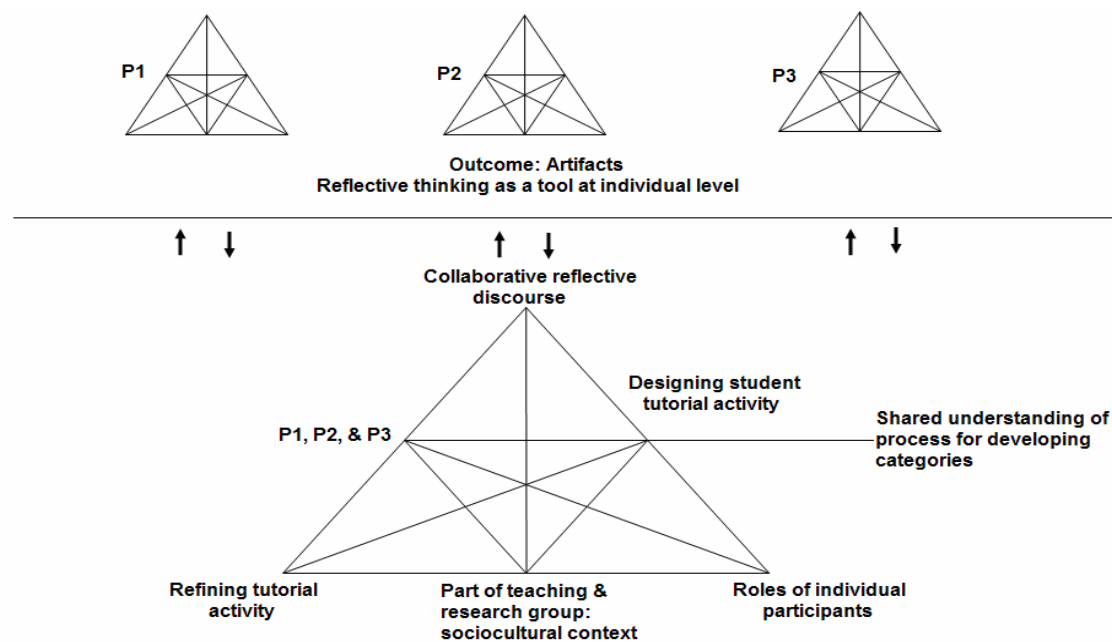 P1
P2
P3
Outcome: Artifacts
Reflective thinking as a tool at individual level
Collaborative reflective
discourse
Designing student
tutorial activity
P1, P2, & P3
Shared understanding of
process for developing
categories
Refining tutorial
activity
Part of teaching &
research group:
sociocultural context
Roles of individual
participants